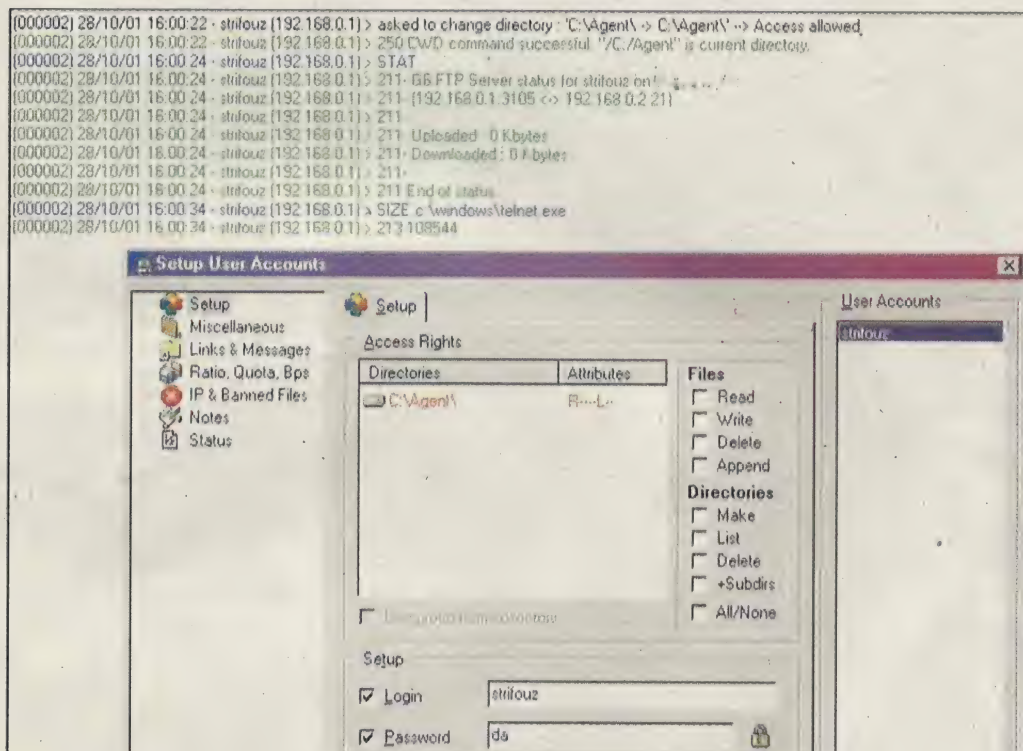 (000002) 28/10/01 16:00:22 - strifouz (192.168.0.1) > asked to change directory : 'C:\Agent\ -> C:\Agent\' --> Access allowed.
(000002) 28/10/01 16:00:22 - strifouz (192.168.0.1) > 250 CWD command successful. "/C:/Agent" is current directory.
(000002) 28/10/01 16:00:24 - strifouz (192.168.0.1) > STAT
(000002) 28/10/01 16:00:24 - strifouz (192.168.0.1) > 211- G6 FTP Server status for strifouz on
(000002) 28/10/01 16:00:24 - strifouz (192.168.0.1) > 211- (192.168.0.1:3105 <-> 192.168.0.2:21)
(000002) 28/10/01 16:00:24 - strifouz (192.168.0.1) > 211
(000002) 28/10/01 16:00:24 - strifouz (192.168.0.1) > 211- Uploaded : 0 Kbytes
(000002) 28/10/01 16:00:24 - strifouz (192.168.0.1) > 211- Downloaded : 0 Kbytes
(000002) 28/10/01 16:00:24 - strifouz (192.168.0.1) > 211-
(000002) 28/10/01 16:00:24 - strifouz (192.168.0.1) > 211 End of status
(000002) 28/10/01 16:00:34 - strifouz (192.168.0.1) > SIZE c:\windows\telnet.exe
(000002) 28/10/01 16:00:34 - strifouz (192.168.0.1) > 213 108544
Setup User Accounts
Setup
Miscellaneous
Links & Messages
Ratio, Quota, Bps
IP & Banned Files
Notes
Status
Setup
Access Rights
Directories Attributes
C:\Agent\ R----L--
Files
Read
Write
Delete
Append
Directories
Make
List
Delete
+Subdirs
All/None
Setup
Login strifouz
Password da
User Accounts
strifouz